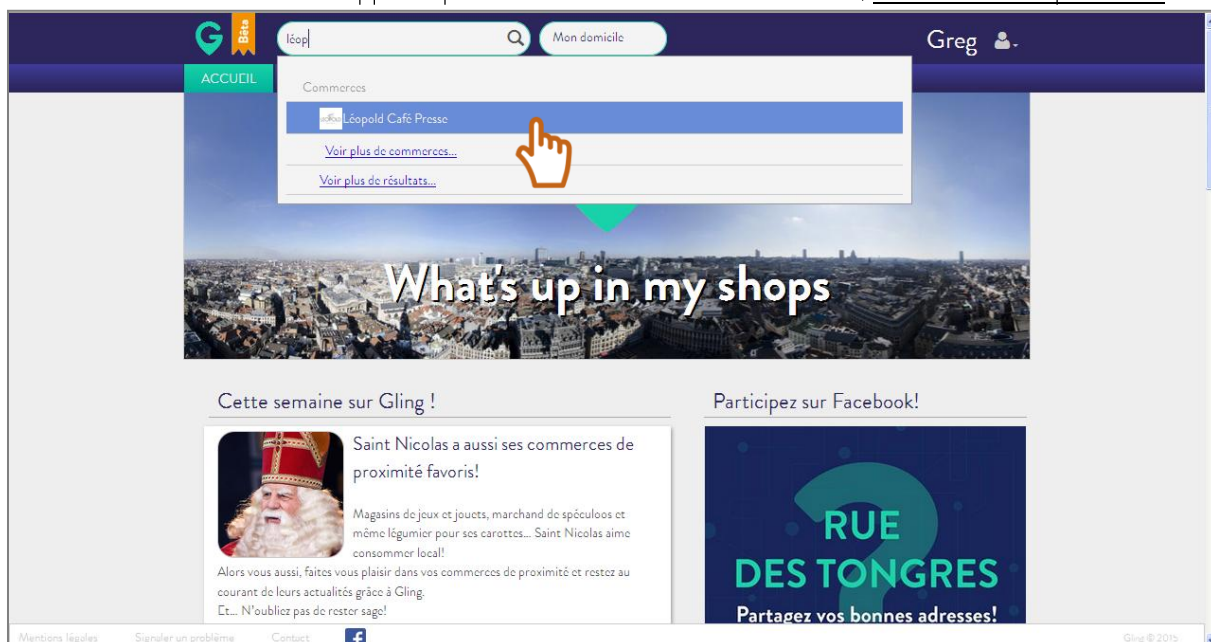 G Bêta
léop
Mon domicile
Greg
ACCUEIL
Commerces
Léopold Café Presse
Voir plus de commerces...
Voir plus de résultats...
What's up in my shops
Cette semaine sur Gling !
Participez sur Facebook!
Saint Nicolas a aussi ses commerces de
proximité favoris!
Magasins de jeux et jouets, marchand de spéculoos et
même légumier pour ses carottes... Saint Nicolas aime
consommer local!
Alors vous aussi, faites vous plaisir dans vos commerces de proximité et restez au
courant de leurs actualités grâce à Gling.
Et... N'oubliez pas de rester sage!
?
RUE
DES TONGRES
Partagez vos bonnes adresses!
Mentions légales Signaler un problème Contact f Gling © 2015